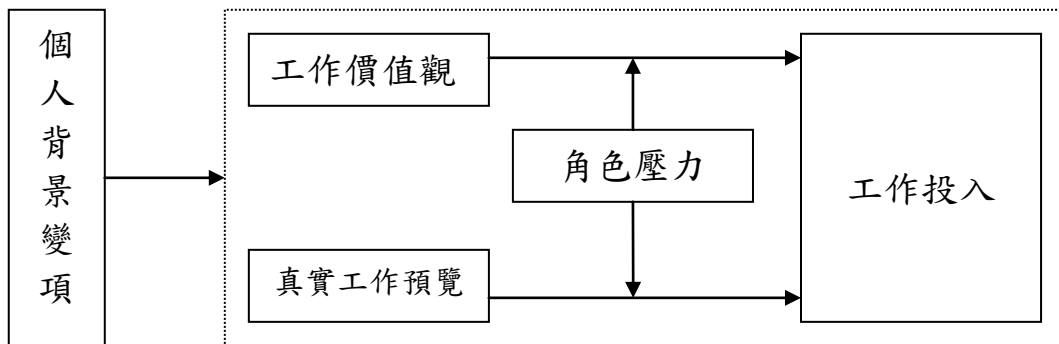 個人背景變項
工作價值觀
角色壓力
工作投入
真實工作預覽